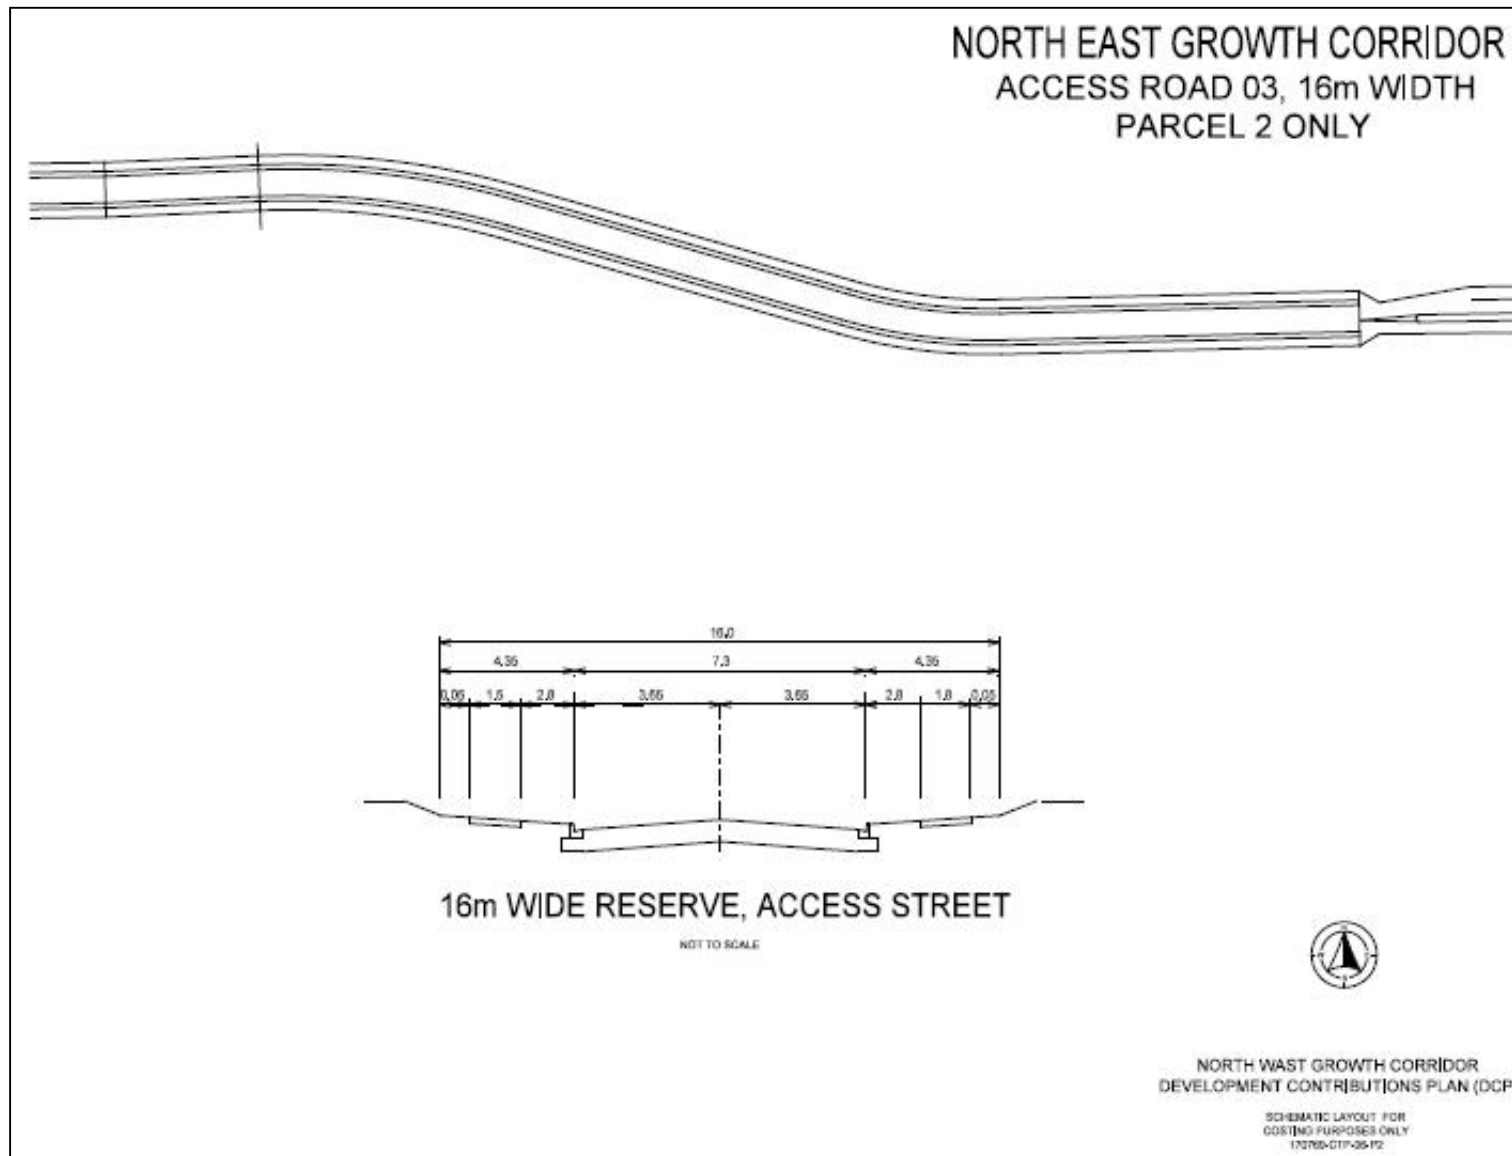 NORTH EAST GROWTH CORRIDOR
ACCESS ROAD 03, 16m WIDTH
PARCEL 2 ONLY
16.0
4.35 7.3 4.35
0.05 1.5 2.8 3.65 3.65 2.8 1.5 0.05
16m WIDE RESERVE, ACCESS STREET
NOT TO SCALE
NORTH WAST GROWTH CORRIDOR
DEVELOPMENT CONTRIBUTIONS PLAN (DCP
SCHEMATIC LAYOUT FOR
COSTING PURPOSES ONLY